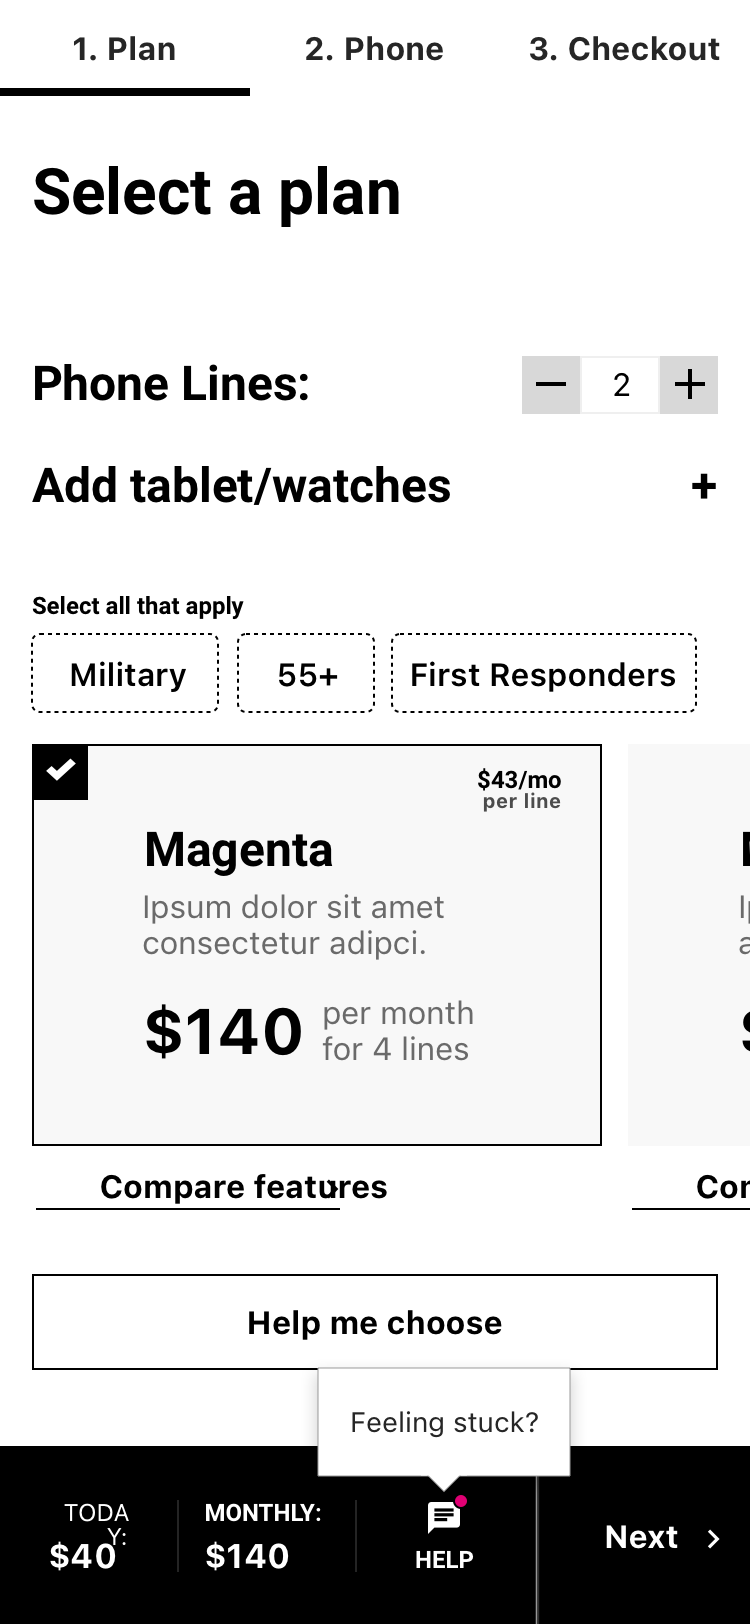 1. Plan 2. Phone 3. Checkout
Select a plan
Phone Lines: − 2 +
Add tablet/watches +
Select all that apply
Military 55+ First Responders
$43/mo
per line
Magenta
Ipsum dolor sit amet
consectetur adipci.
$140 per month
for 4 lines
Compare features
Help me choose
Feeling stuck?
TODA
Y:
$40
MONTHLY:
$140
HELP
Next